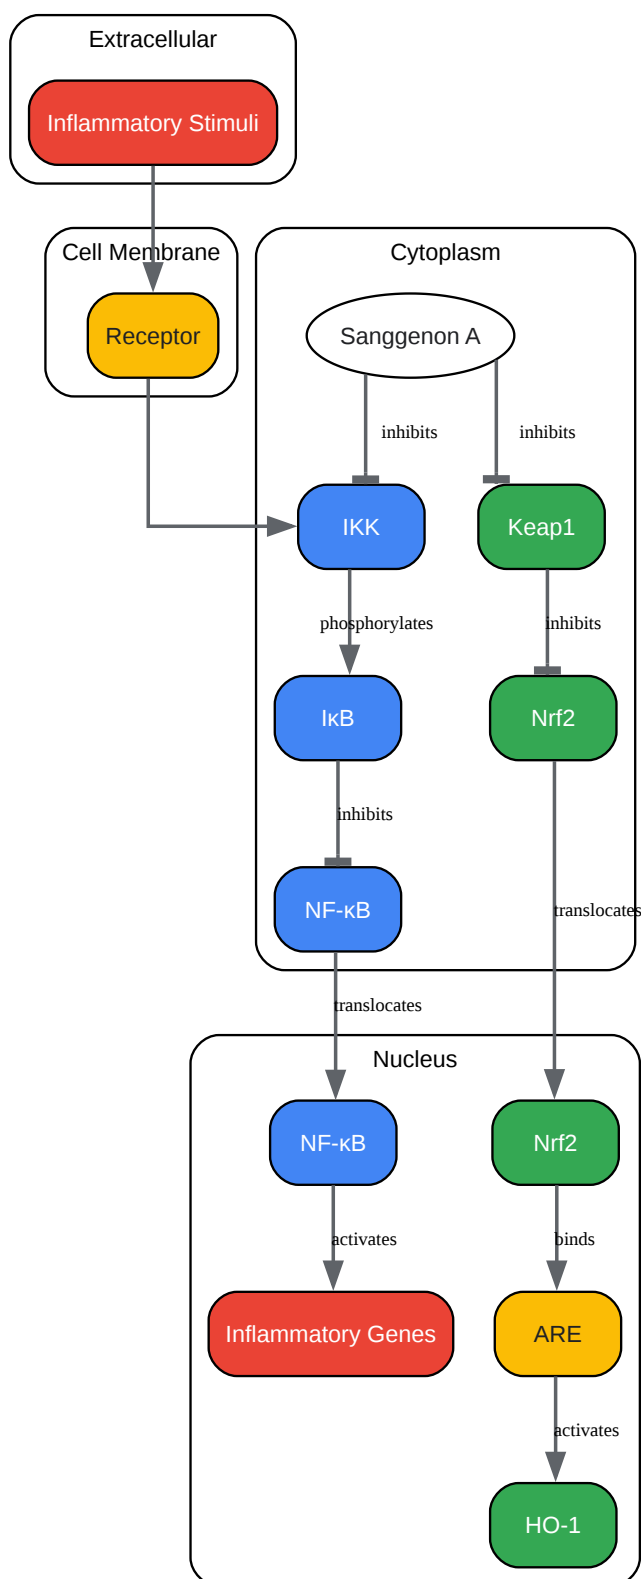 Extracellular
Inflammatory Stimuli
Cell Membrane
Receptor
Cytoplasm
Sanggenon A
inhibits
inhibits
IKK
Keap1
phosphorylates
inhibits
IκB
Nrf2
inhibits
NF-κB
translocates
translocates
Nucleus
NF-κB
Nrf2
activates
binds
Inflammatory Genes
ARE
activates
HO-1